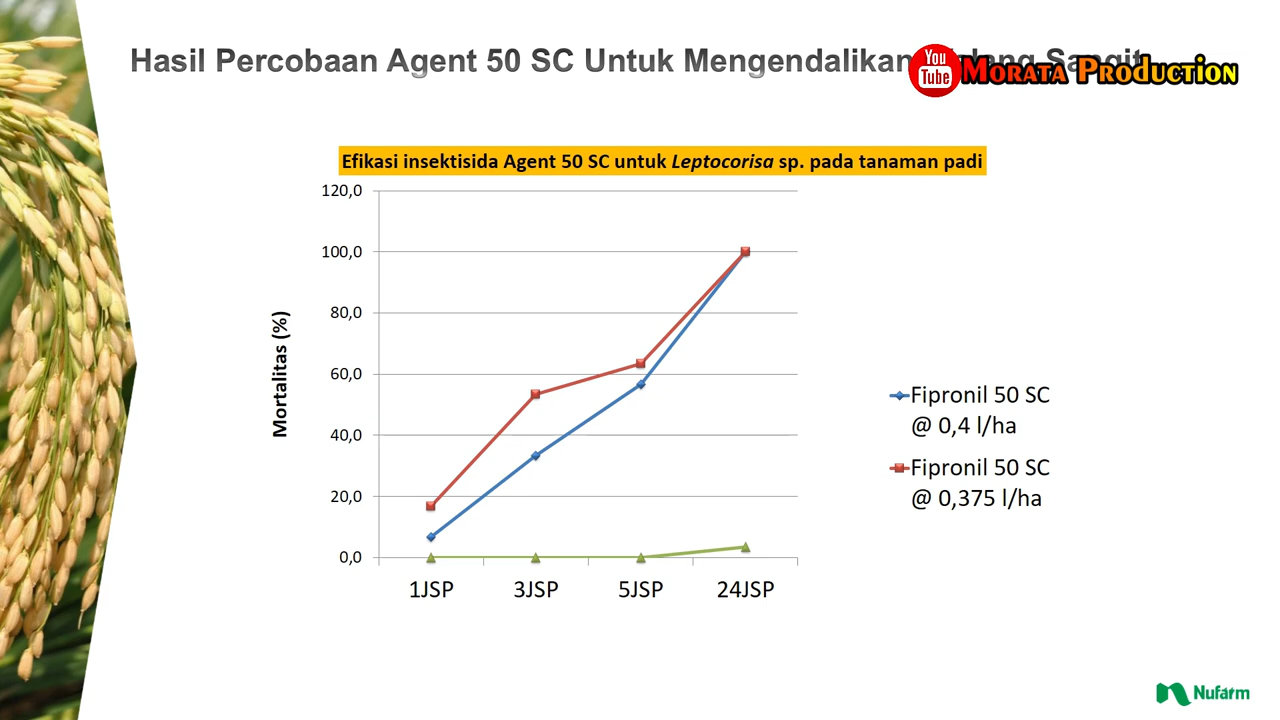 Hasil Percobaan Agent 50 SC Untuk Mengendalikan
You
Tube
MORATA PRODUCTION
Efikasi insektisida Agent 50 SC untuk Leptocorisa sp. pada tanaman padi
120,0
100,0
80,0
60,0
40,0
20,0
0,0
Mortalitas (%)
1JSP
3JSP
5JSP
24JSP
Fipronil 50 SC
@ 0,4 l/ha
Fipronil 50 SC
@ 0,375 l/ha
Nufarm